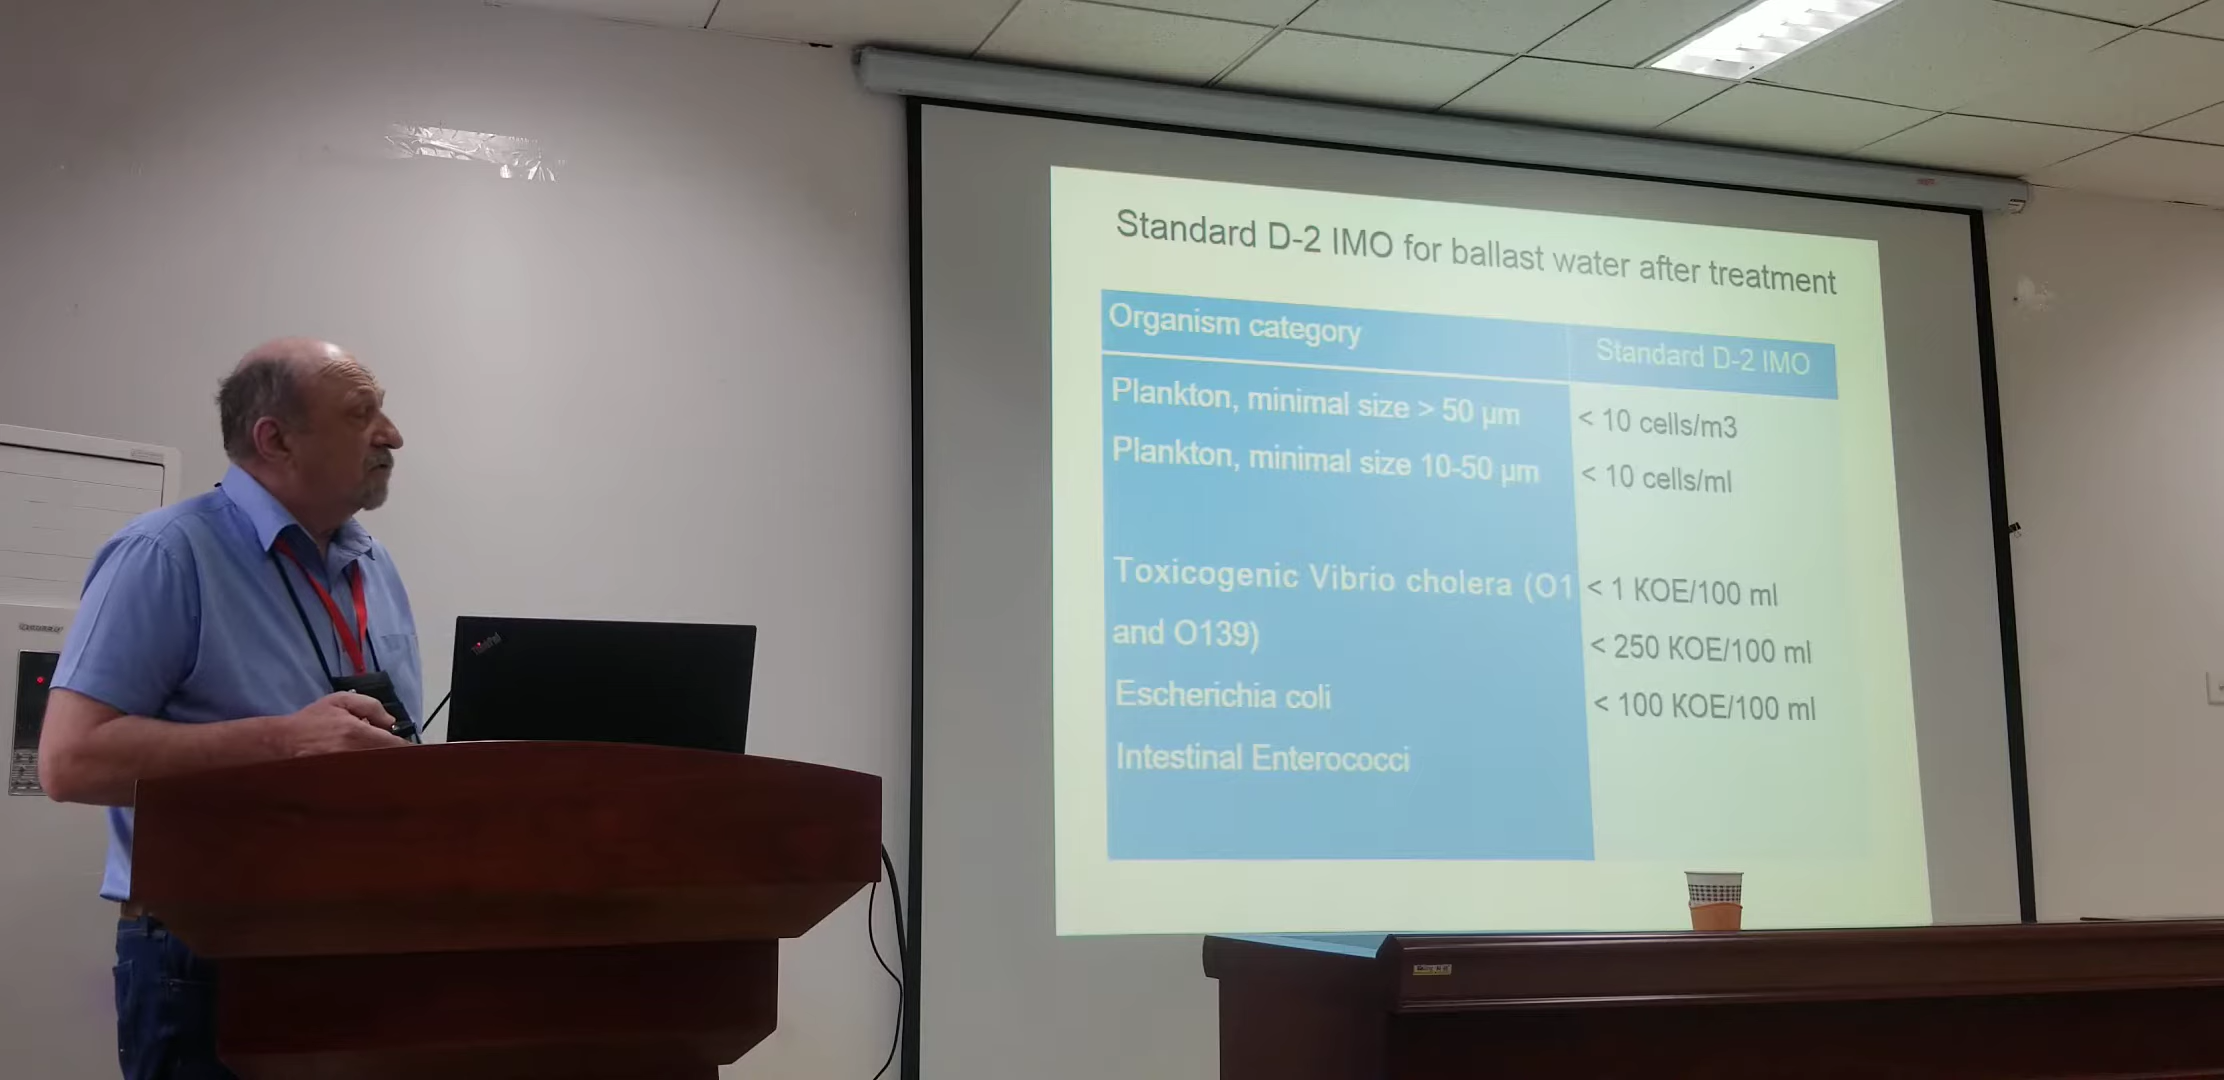 Standard D-2 IMO for ballast water after treatment
Organism category
Standard D-2 IMO
Plankton, minimal size > 50 µm
< 10 cells/m3
Plankton, minimal size 10-50 µm
< 10 cells/ml
Toxicogenic Vibrio cholera (O1
< 1 KOE/100 ml
and O139)
< 250 KOE/100 ml
Escherichia coli
< 100 KOE/100 ml
Intestinal Enterococci
ThinkPad